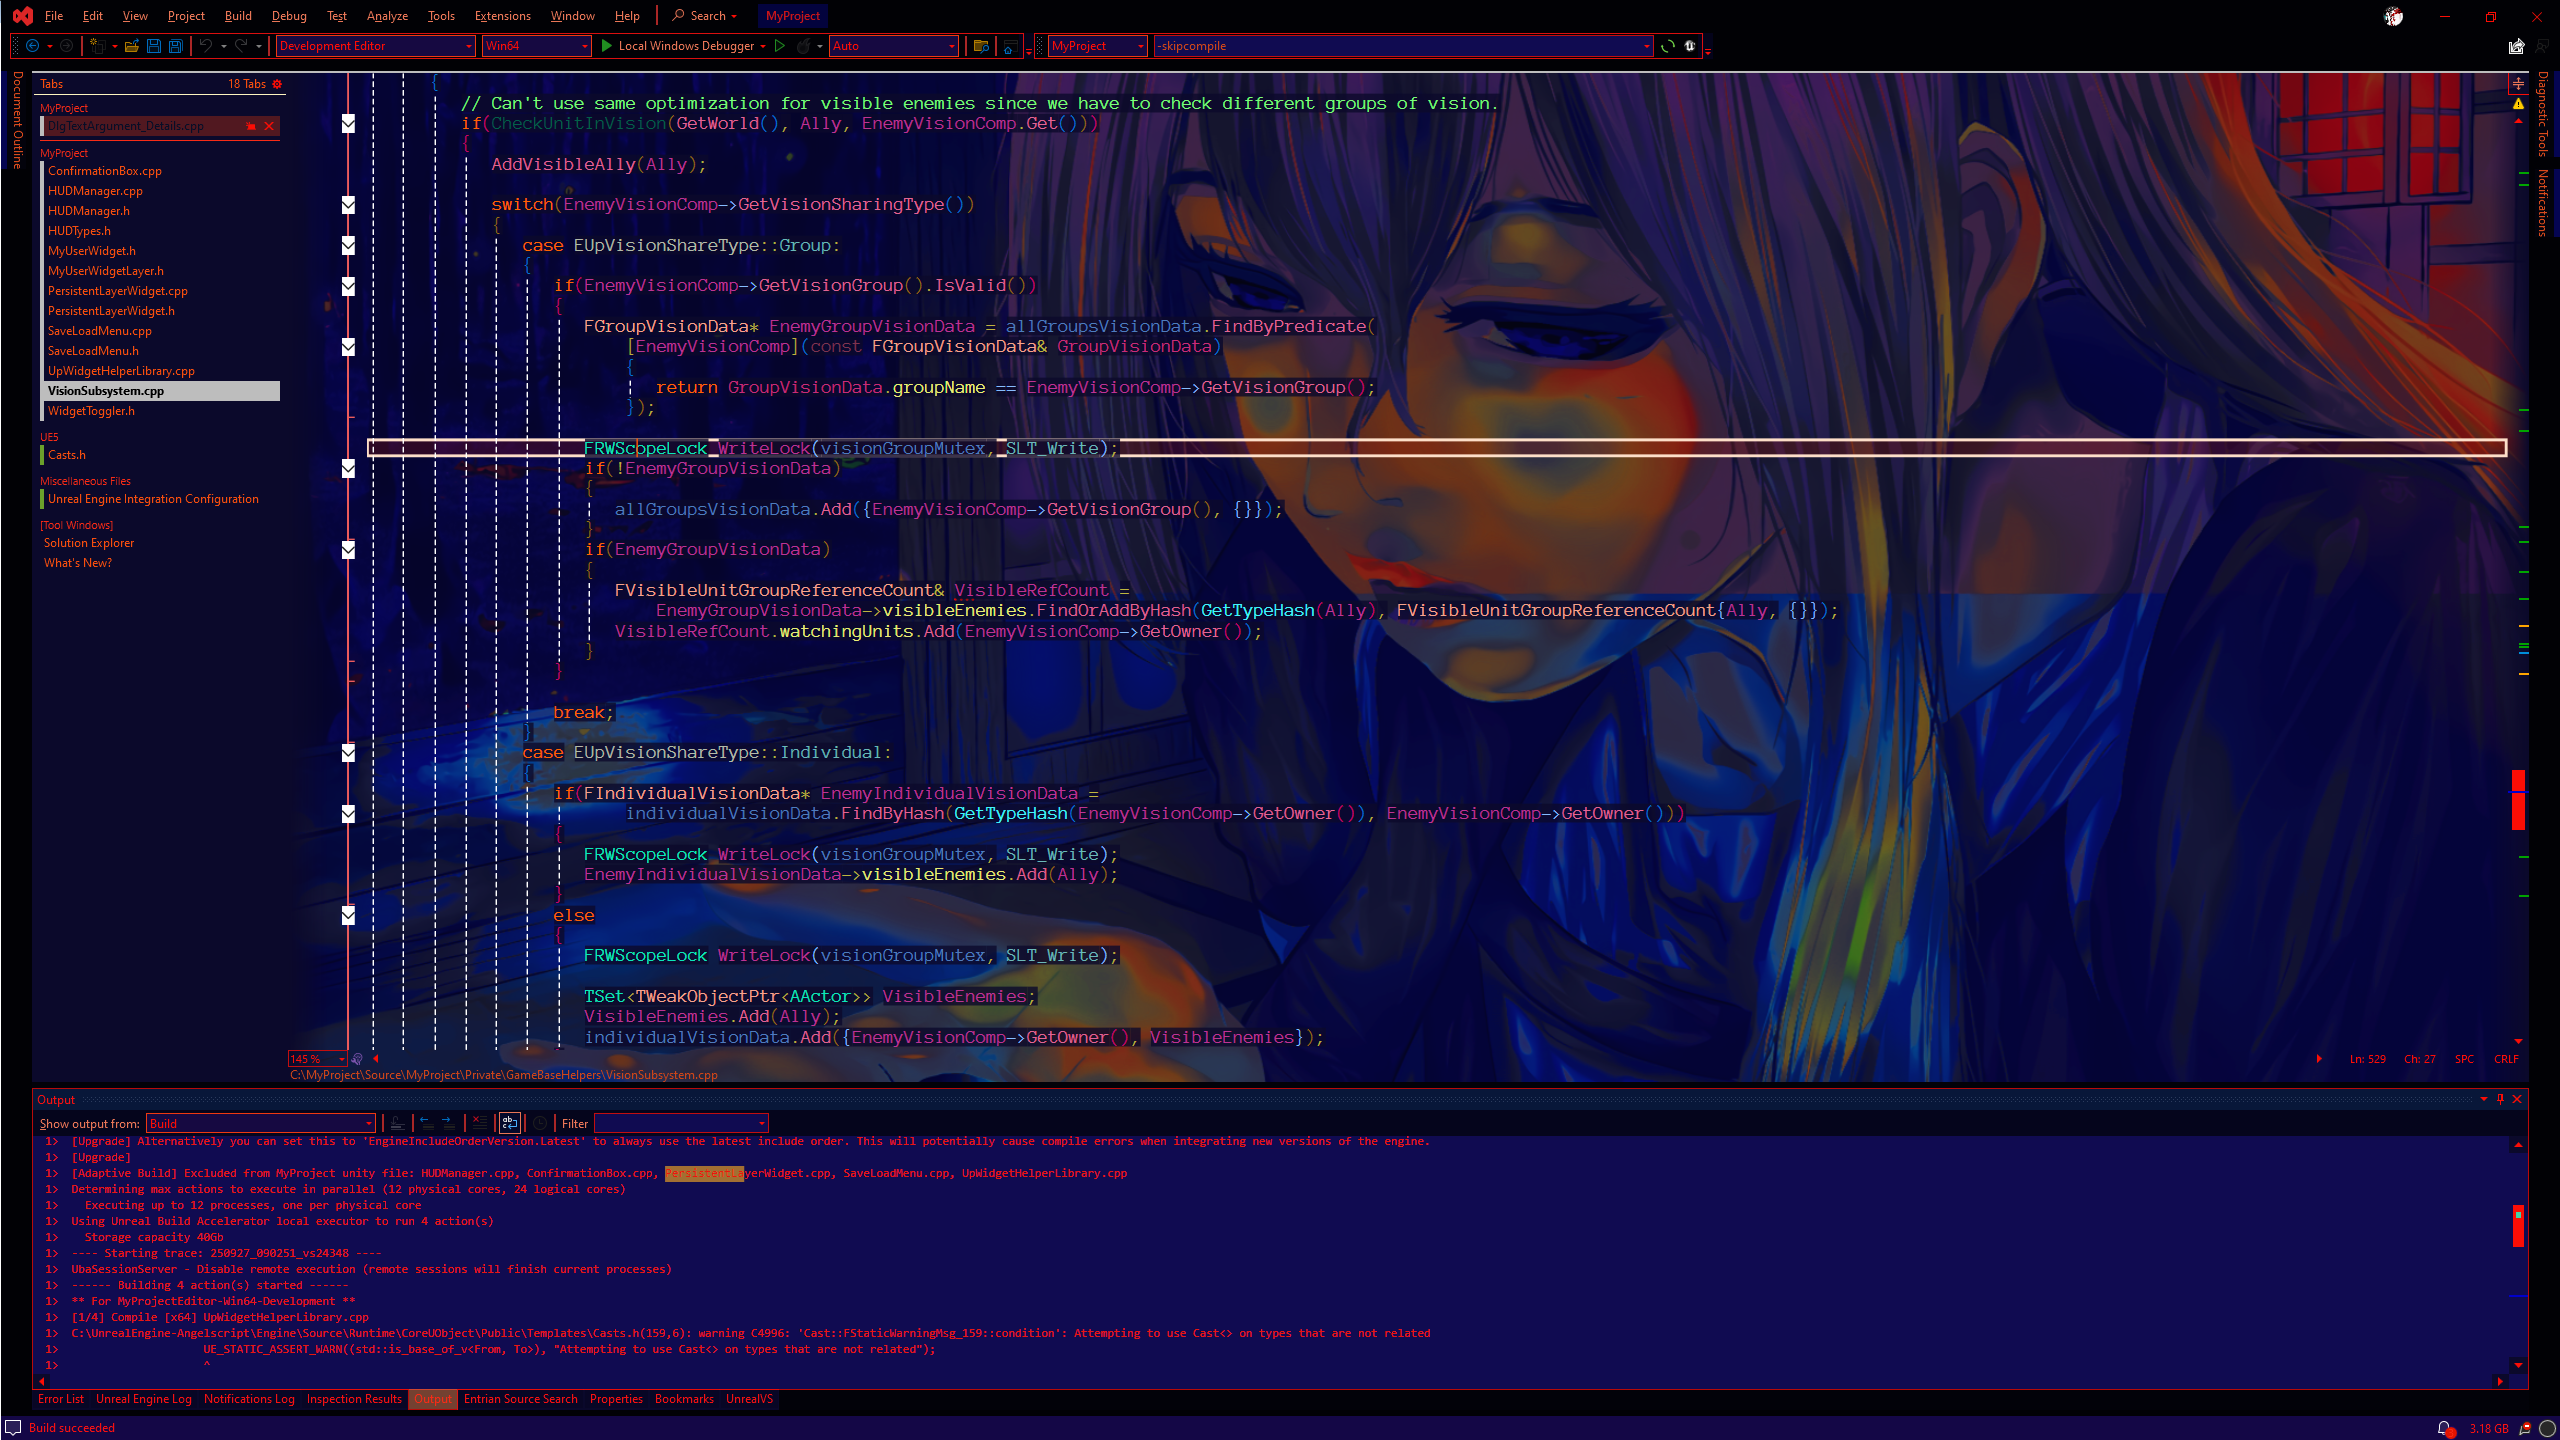 File Edit View Project Build Debug Test Analyze Tools Extensions Window Help Search MyProject
Development Editor Win64 Local Windows Debugger Auto MyProject -skipcompile
Document Outline
Tabs 18 Tabs
MyProject
DlgTextArgument_Details.cpp
MyProject
ConfirmationBox.cpp
HUDManager.cpp
HUDManager.h
HUDTypes.h
MyUserWidget.h
MyUserWidgetLayer.h
PersistentLayerWidget.cpp
PersistentLayerWidget.h
SaveLoadMenu.cpp
SaveLoadMenu.h
UpWidgetHelperLibrary.cpp
VisionSubsystem.cpp
WidgetToggler.h
UE5
Casts.h
Miscellaneous Files
Unreal Engine Integration Configuration
[Tool Windows]
Solution Explorer
What's New?
{
// Can't use same optimization for visible enemies since we have to check different groups of vision.
if(CheckUnitInVision(GetWorld(), Ally, EnemyVisionComp.Get()))
{
AddVisibleAlly(Ally);
switch(EnemyVisionComp->GetVisionSharingType())
{
case EUpVisionShareType::Group:
{
if(EnemyVisionComp->GetVisionGroup().IsValid())
{
FGroupVisionData* EnemyGroupVisionData = allGroupsVisionData.FindByPredicate(
[EnemyVisionComp](const FGroupVisionData& GroupVisionData)
{
return GroupVisionData.groupName == EnemyVisionComp->GetVisionGroup();
});
FRWScopeLock WriteLock(visionGroupMutex, SLT_Write);
if(!EnemyGroupVisionData)
{
allGroupsVisionData.Add({EnemyVisionComp->GetVisionGroup(), {}});
}
if(EnemyGroupVisionData)
{
FVisibleUnitGroupReferenceCount& VisibleRefCount =
EnemyGroupVisionData->visibleEnemies.FindOrAddByHash(GetTypeHash(Ally), FVisibleUnitGroupReferenceCount{Ally, {}});
VisibleRefCount.watchingUnits.Add(EnemyVisionComp->GetOwner());
}
}
break;
}
case EUpVisionShareType::Individual:
{
if(FIndividualVisionData* EnemyIndividualVisionData =
individualVisionData.FindByHash(GetTypeHash(EnemyVisionComp->GetOwner()), EnemyVisionComp->GetOwner()))
{
FRWScopeLock WriteLock(visionGroupMutex, SLT_Write);
EnemyIndividualVisionData->visibleEnemies.Add(Ally);
}
else
{
FRWScopeLock WriteLock(visionGroupMutex, SLT_Write);
TSet<TWeakObjectPtr<AActor>> VisibleEnemies;
VisibleEnemies.Add(Ally);
individualVisionData.Add({EnemyVisionComp->GetOwner(), VisibleEnemies});
145 % Ln: 529 Ch: 27 SPC CRLF
C:\MyProject\Source\MyProject\Private\GameBaseHelpers\VisionSubsystem.cpp
Diagnostic Tools
Notifications
Output
Show output from: Build Filter
1> [Upgrade] Alternatively you can set this to 'EngineIncludeOrderVersion.Latest' to always use the latest include order. This will potentially cause compile errors when integrating new versions of the engine.
1> [Upgrade]
1> [Adaptive Build] Excluded from MyProject unity file: HUDManager.cpp, ConfirmationBox.cpp, PersistentLayerWidget.cpp, SaveLoadMenu.cpp, UpWidgetHelperLibrary.cpp
1> Determining max actions to execute in parallel (12 physical cores, 24 logical cores)
1> Executing up to 12 processes, one per physical core
1> Using Unreal Build Accelerator local executor to run 4 action(s)
1> Storage capacity 40Gb
1> ---- Starting trace: 250927_090251_vs24348 ----
1> UbaSessionServer - Disable remote execution (remote sessions will finish current processes)
1> ------ Building 4 action(s) started ------
1> ** For MyProjectEditor-Win64-Development **
1> [1/4] Compile [x64] UpWidgetHelperLibrary.cpp
1> C:\UnrealEngine-Angelscript\Engine\Source\Runtime\CoreUObject\Public\Templates\Casts.h(159,6): warning C4996: 'Cast::FStaticWarningMsg_159::condition': Attempting to use Cast<> on types that are not related
1> UE_STATIC_ASSERT_WARN((std::is_base_of_v<From, To>), "Attempting to use Cast<> on types that are not related");
1> ^
Error List Unreal Engine Log Notifications Log Inspection Results Output Entrian Source Search Properties Bookmarks UnrealVS
Build succeeded 3.18 GB